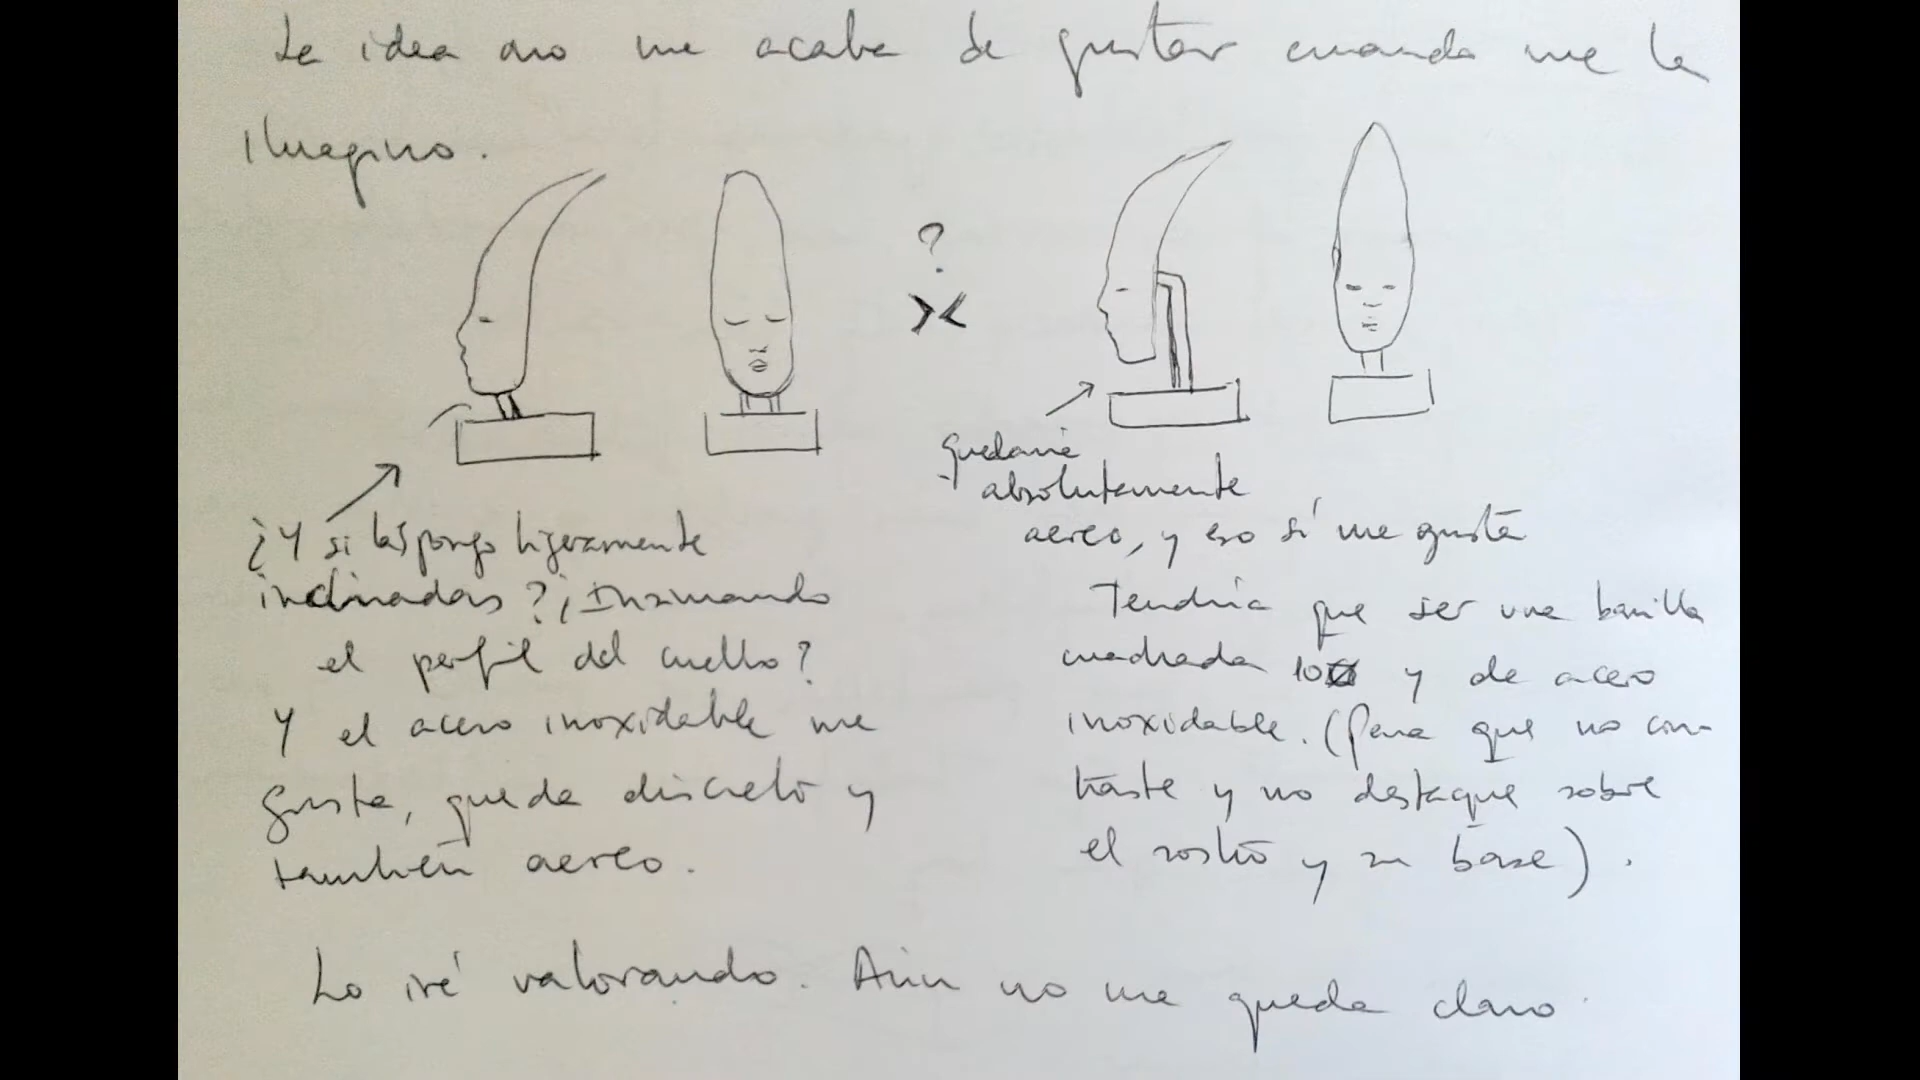 La idea no me acaba de gustar cuando me la
imagino.
?
><
¿Y si las pongo ligeramente
inclinadas? ¿Insinuando
el perfil del cuello?
Y el acero inoxidable me
gusta, queda discreto y
también aereo.
Quedaría
absolutamente
aereo, y eso sí me gusta
Tendría que ser una barilla
cuadrada 10 y de acero
inoxidable. (Para que no con-
traste y no destaque sobre
el rostro y su base).
Lo iré valorando. Aún no me queda claro.